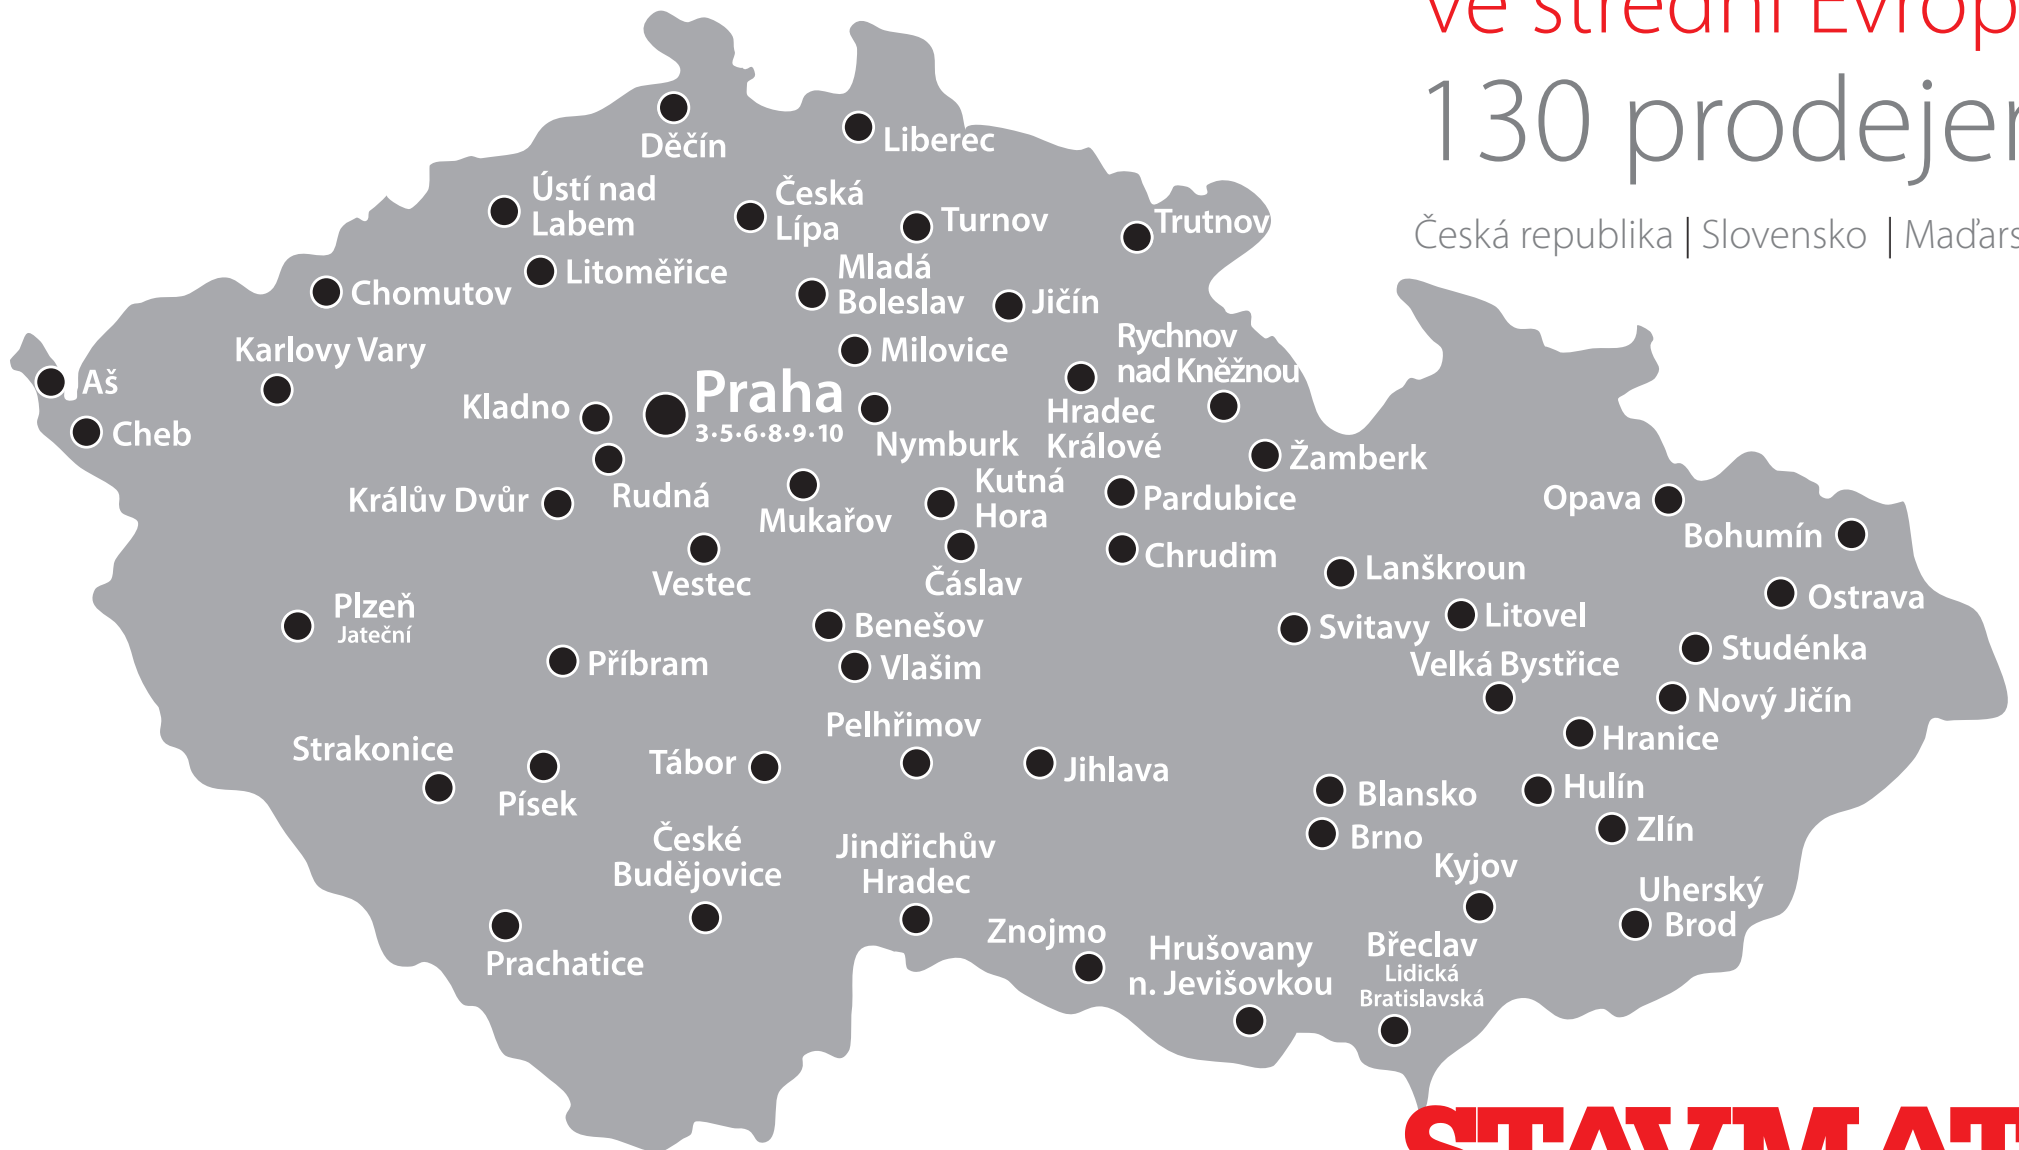 ve střední Evrop
130 prodejen
Česká republika | Slovensko | Maďars
Děčín
Liberec
Ústí nad
Labem
Česká
Lípa
Turnov
Trutnov
Litoměřice
Mladá
Boleslav
Chomutov
Jičín
Karlovy Vary
Milovice
Rychnov
nad Kněžnou
Aš
Praha
3·5·6·8·9·10
Kladno
Cheb
Nymburk
Hradec
Králové
Žamberk
Rudná
Králův Dvůr
Mukařov
Kutná
Hora
Pardubice
Opava
Bohumín
Vestec
Čáslav
Chrudim
Lanškroun
Ostrava
Plzeň
Jateční
Benešov
Svitavy
Litovel
Studénka
Příbram
Vlašim
Velká Bystřice
Nový Jičín
Pelhřimov
Hranice
Strakonice
Písek
Tábor
Jihlava
Blansko
Hulín
Brno
Zlín
České
Budějovice
Jindřichův
Hradec
Kyjov
Uherský
Brod
Prachatice
Znojmo
Hrušovany
n. Jevišovkou
Břeclav
Lidická
Bratislavská
STAVMAT